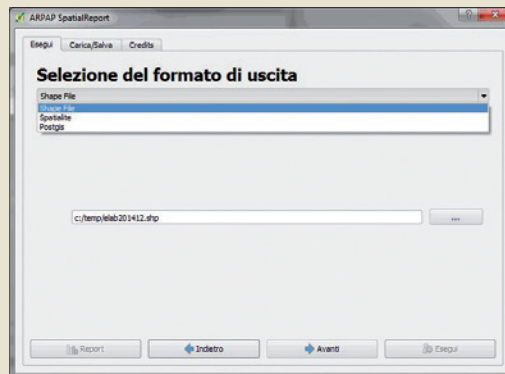 ARPAP SpatialReport
Esegui
Carica/Salva
Credits
Selezione del formato di uscita
Shape File
Shape File
Spatialite
Postgis
c:/temp/elab201412.shp
...
Report
Indietro
Avanti
Esegui